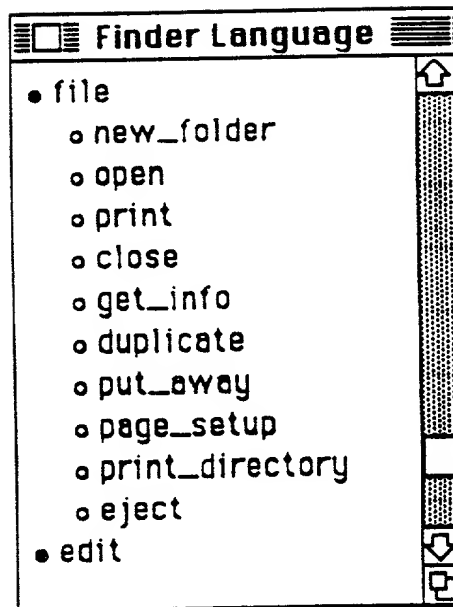 Finder Language
file
new_folder
open
print
close
get_info
duplicate
put_away
page_setup
print_directory
eject
edit